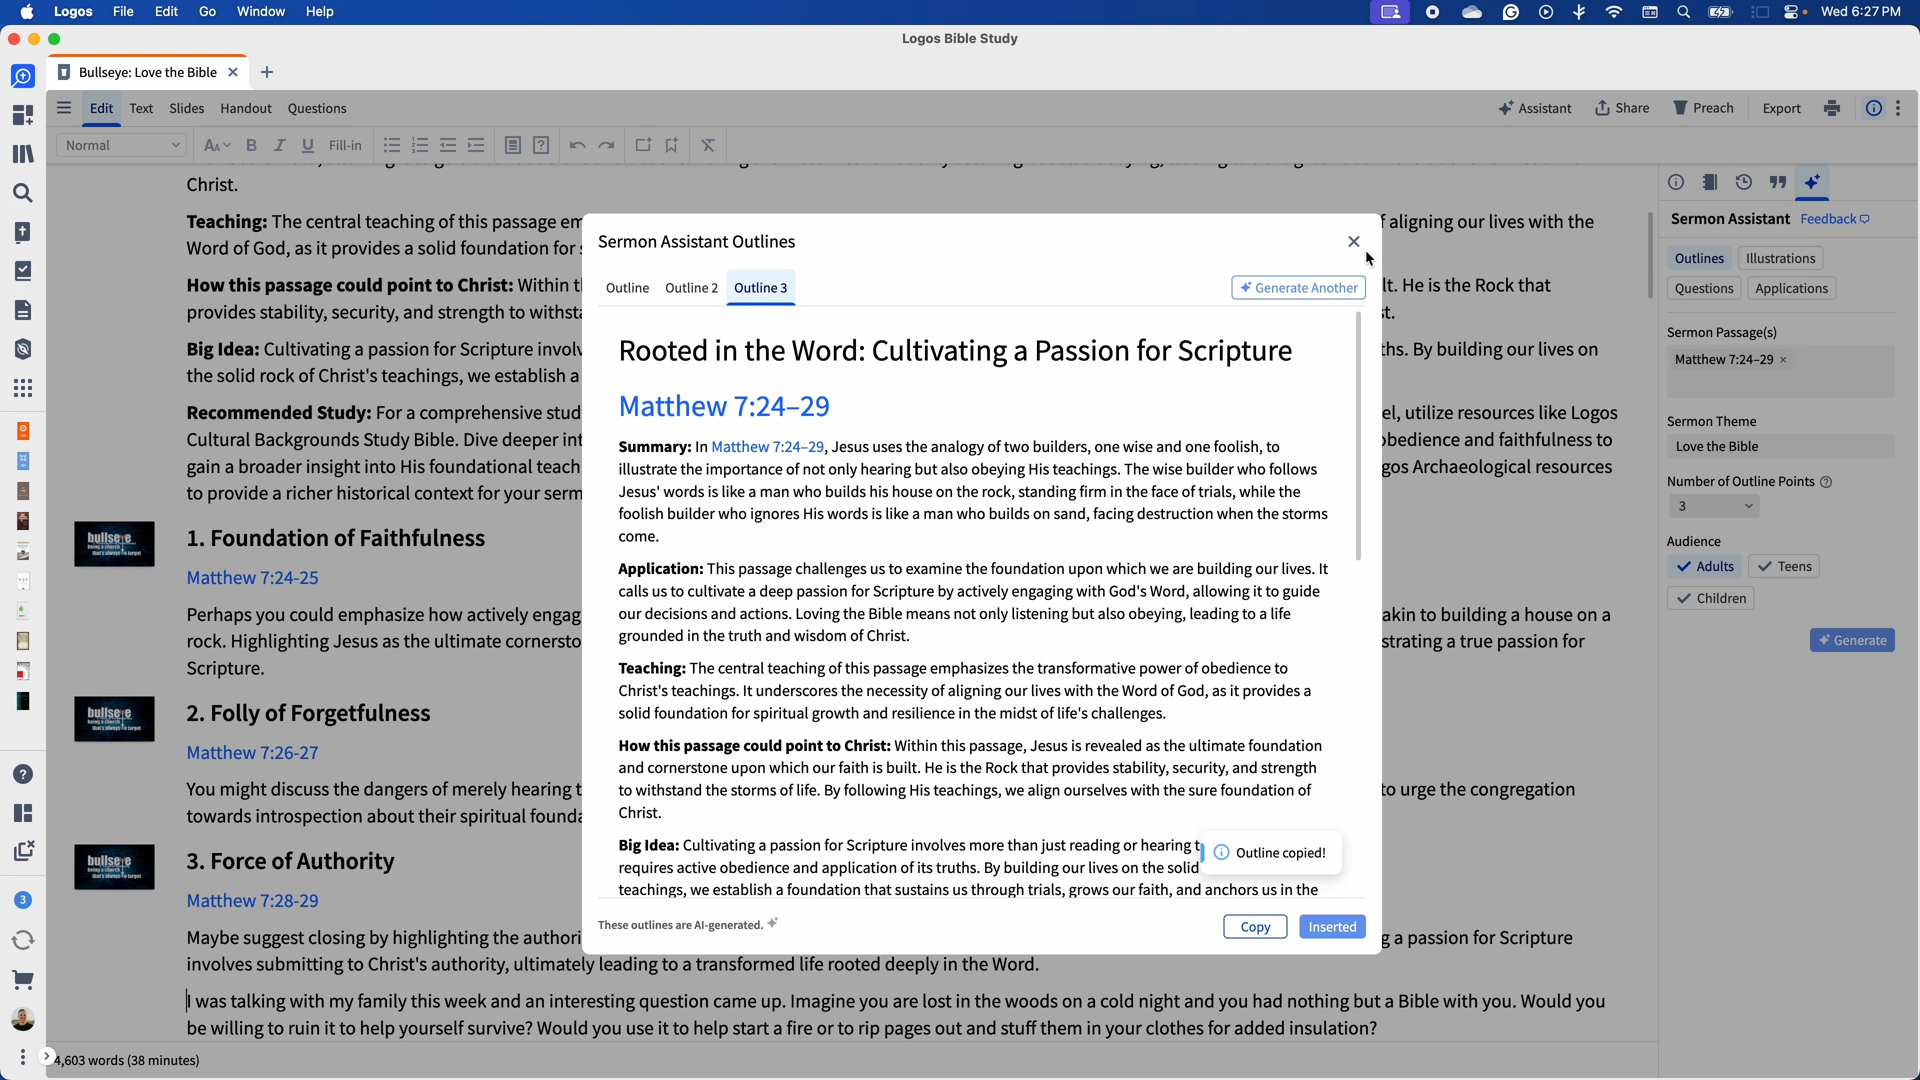 Logos File Edit Go Window Help Wed 6:27 PM
Logos Bible Study
Bullseye: Love the Bible
Edit Text Slides Handout Questions Assistant Share Preach Export
Normal Fill-in
Christ.
Teaching: The central teaching of this passage em
f aligning our lives with the
Word of God, as it provides a solid foundation for
How this passage could point to Christ: Within t
lt. He is the Rock that
provides stability, security, and strength to withsta
st.
Big Idea: Cultivating a passion for Scripture involv
ths. By building our lives on
the solid rock of Christ's teachings, we establish a
Recommended Study: For a comprehensive stud
el, utilize resources like Logos
Cultural Backgrounds Study Bible. Dive deeper int
obedience and faithfulness to
gain a broader insight into His foundational teach
gos Archaeological resources
to provide a richer historical context for your serm
bullseye
being a church that's always on target
1. Foundation of Faithfulness
Matthew 7:24-25
Perhaps you could emphasize how actively engag
akin to building a house on a
rock. Highlighting Jesus as the ultimate cornersto
strating a true passion for
Scripture.
bullseye
being a church that's always on target
2. Folly of Forgetfulness
Matthew 7:26-27
You might discuss the dangers of merely hearing t
to urge the congregation
towards introspection about their spiritual founda
bullseye
being a church that's always on target
3. Force of Authority
Matthew 7:28-29
Maybe suggest closing by highlighting the authori
g a passion for Scripture
involves submitting to Christ's authority, ultimately leading to a transformed life rooted deeply in the Word.
I was talking with my family this week and an interesting question came up. Imagine you are lost in the woods on a cold night and you had nothing but a Bible with you. Would you
be willing to ruin it to help yourself survive? Would you use it to help start a fire or to rip pages out and stuff them in your clothes for added insulation?
4,603 words (38 minutes)
3
Sermon Assistant Outlines
Outline Outline 2 Outline 3 Generate Another
Rooted in the Word: Cultivating a Passion for Scripture
Matthew 7:24–29
Summary: In Matthew 7:24–29, Jesus uses the analogy of two builders, one wise and one foolish, to
illustrate the importance of not only hearing but also obeying His teachings. The wise builder who follows
Jesus' words is like a man who builds his house on the rock, standing firm in the face of trials, while the
foolish builder who ignores His words is like a man who builds on sand, facing destruction when the storms
come.
Application: This passage challenges us to examine the foundation upon which we are building our lives. It
calls us to cultivate a deep passion for Scripture by actively engaging with God's Word, allowing it to guide
our decisions and actions. Loving the Bible means not only listening but also obeying, leading to a life
grounded in the truth and wisdom of Christ.
Teaching: The central teaching of this passage emphasizes the transformative power of obedience to
Christ's teachings. It underscores the necessity of aligning our lives with the Word of God, as it provides a
solid foundation for spiritual growth and resilience in the midst of life's challenges.
How this passage could point to Christ: Within this passage, Jesus is revealed as the ultimate foundation
and cornerstone upon which our faith is built. He is the Rock that provides stability, security, and strength
to withstand the storms of life. By following His teachings, we align ourselves with the sure foundation of
Christ.
Big Idea: Cultivating a passion for Scripture involves more than just reading or hearing t
requires active obedience and application of its truths. By building our lives on the solid
teachings, we establish a foundation that sustains us through trials, grows our faith, and anchors us in the
Outline copied!
These outlines are AI-generated. Copy Inserted
Sermon Assistant Feedback
Outlines Illustrations
Questions Applications
Sermon Passage(s)
Matthew 7:24–29 ×
Sermon Theme
Love the Bible
Number of Outline Points
3
Audience
Adults Teens
Children
Generate